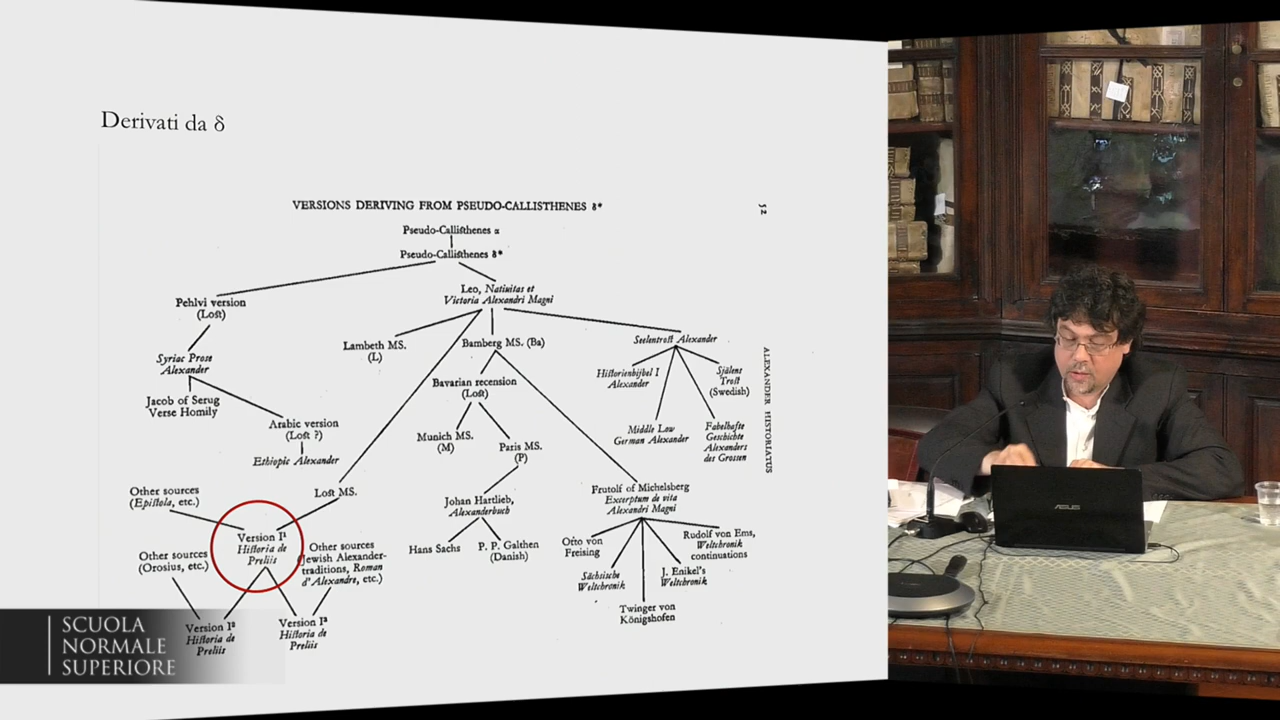 Derivati da δ
VERSIONS DERIVING FROM PSEUDO-CALLISTHENES δ*
52
Pseudo-Callisthenes α
Pseudo-Callisthenes δ*
Pehlvi version
(Lost)
Leo, Nativitas et
Victoria Alexandri Magni
Lambeth MS.
(L)
Bamberg MS. (Ba)
Seelentrost Alexander
Syriac Prose
Alexander
Jacob of Serug
Verse Homily
Bavarian recension
(Lost)
Historienbijbel I
Alexander
Själens
Trost
(Swedish)
Arabic version
(Lost ?)
Ethiopic Alexander
Munich MS.
(M)
Paris MS.
(P)
Middle Low
German Alexander
Fabelhafte
Geschichte
Alexanders
des Grossen
ALEXANDER HISTORIATUS
Other sources
(Epistola, etc.)
Lost MS.
Johan Hartlieb,
Alexanderbuch
Frutolf of Michelsberg
Excerptum de vita
Alexandri Magni
Version I¹
Historia de
Preliis
Other sources
(Orosius, etc.)
Other sources
(Jewish Alexander-
traditions, Roman
d'Alexandre, etc.)
Hans Sachs
P. P. Galthen
(Danish)
Otto von
Freising
Sächsische
Weltchronik
Twinger von
Königshofen
J. Enikel's
Weltchronik
Rudolf von Ems,
Weltchronik
continuations
Version I²
Historia de
Preliis
Version I³
Historia de
Preliis
SCUOLA
NORMALE
SUPERIORE
ASUS